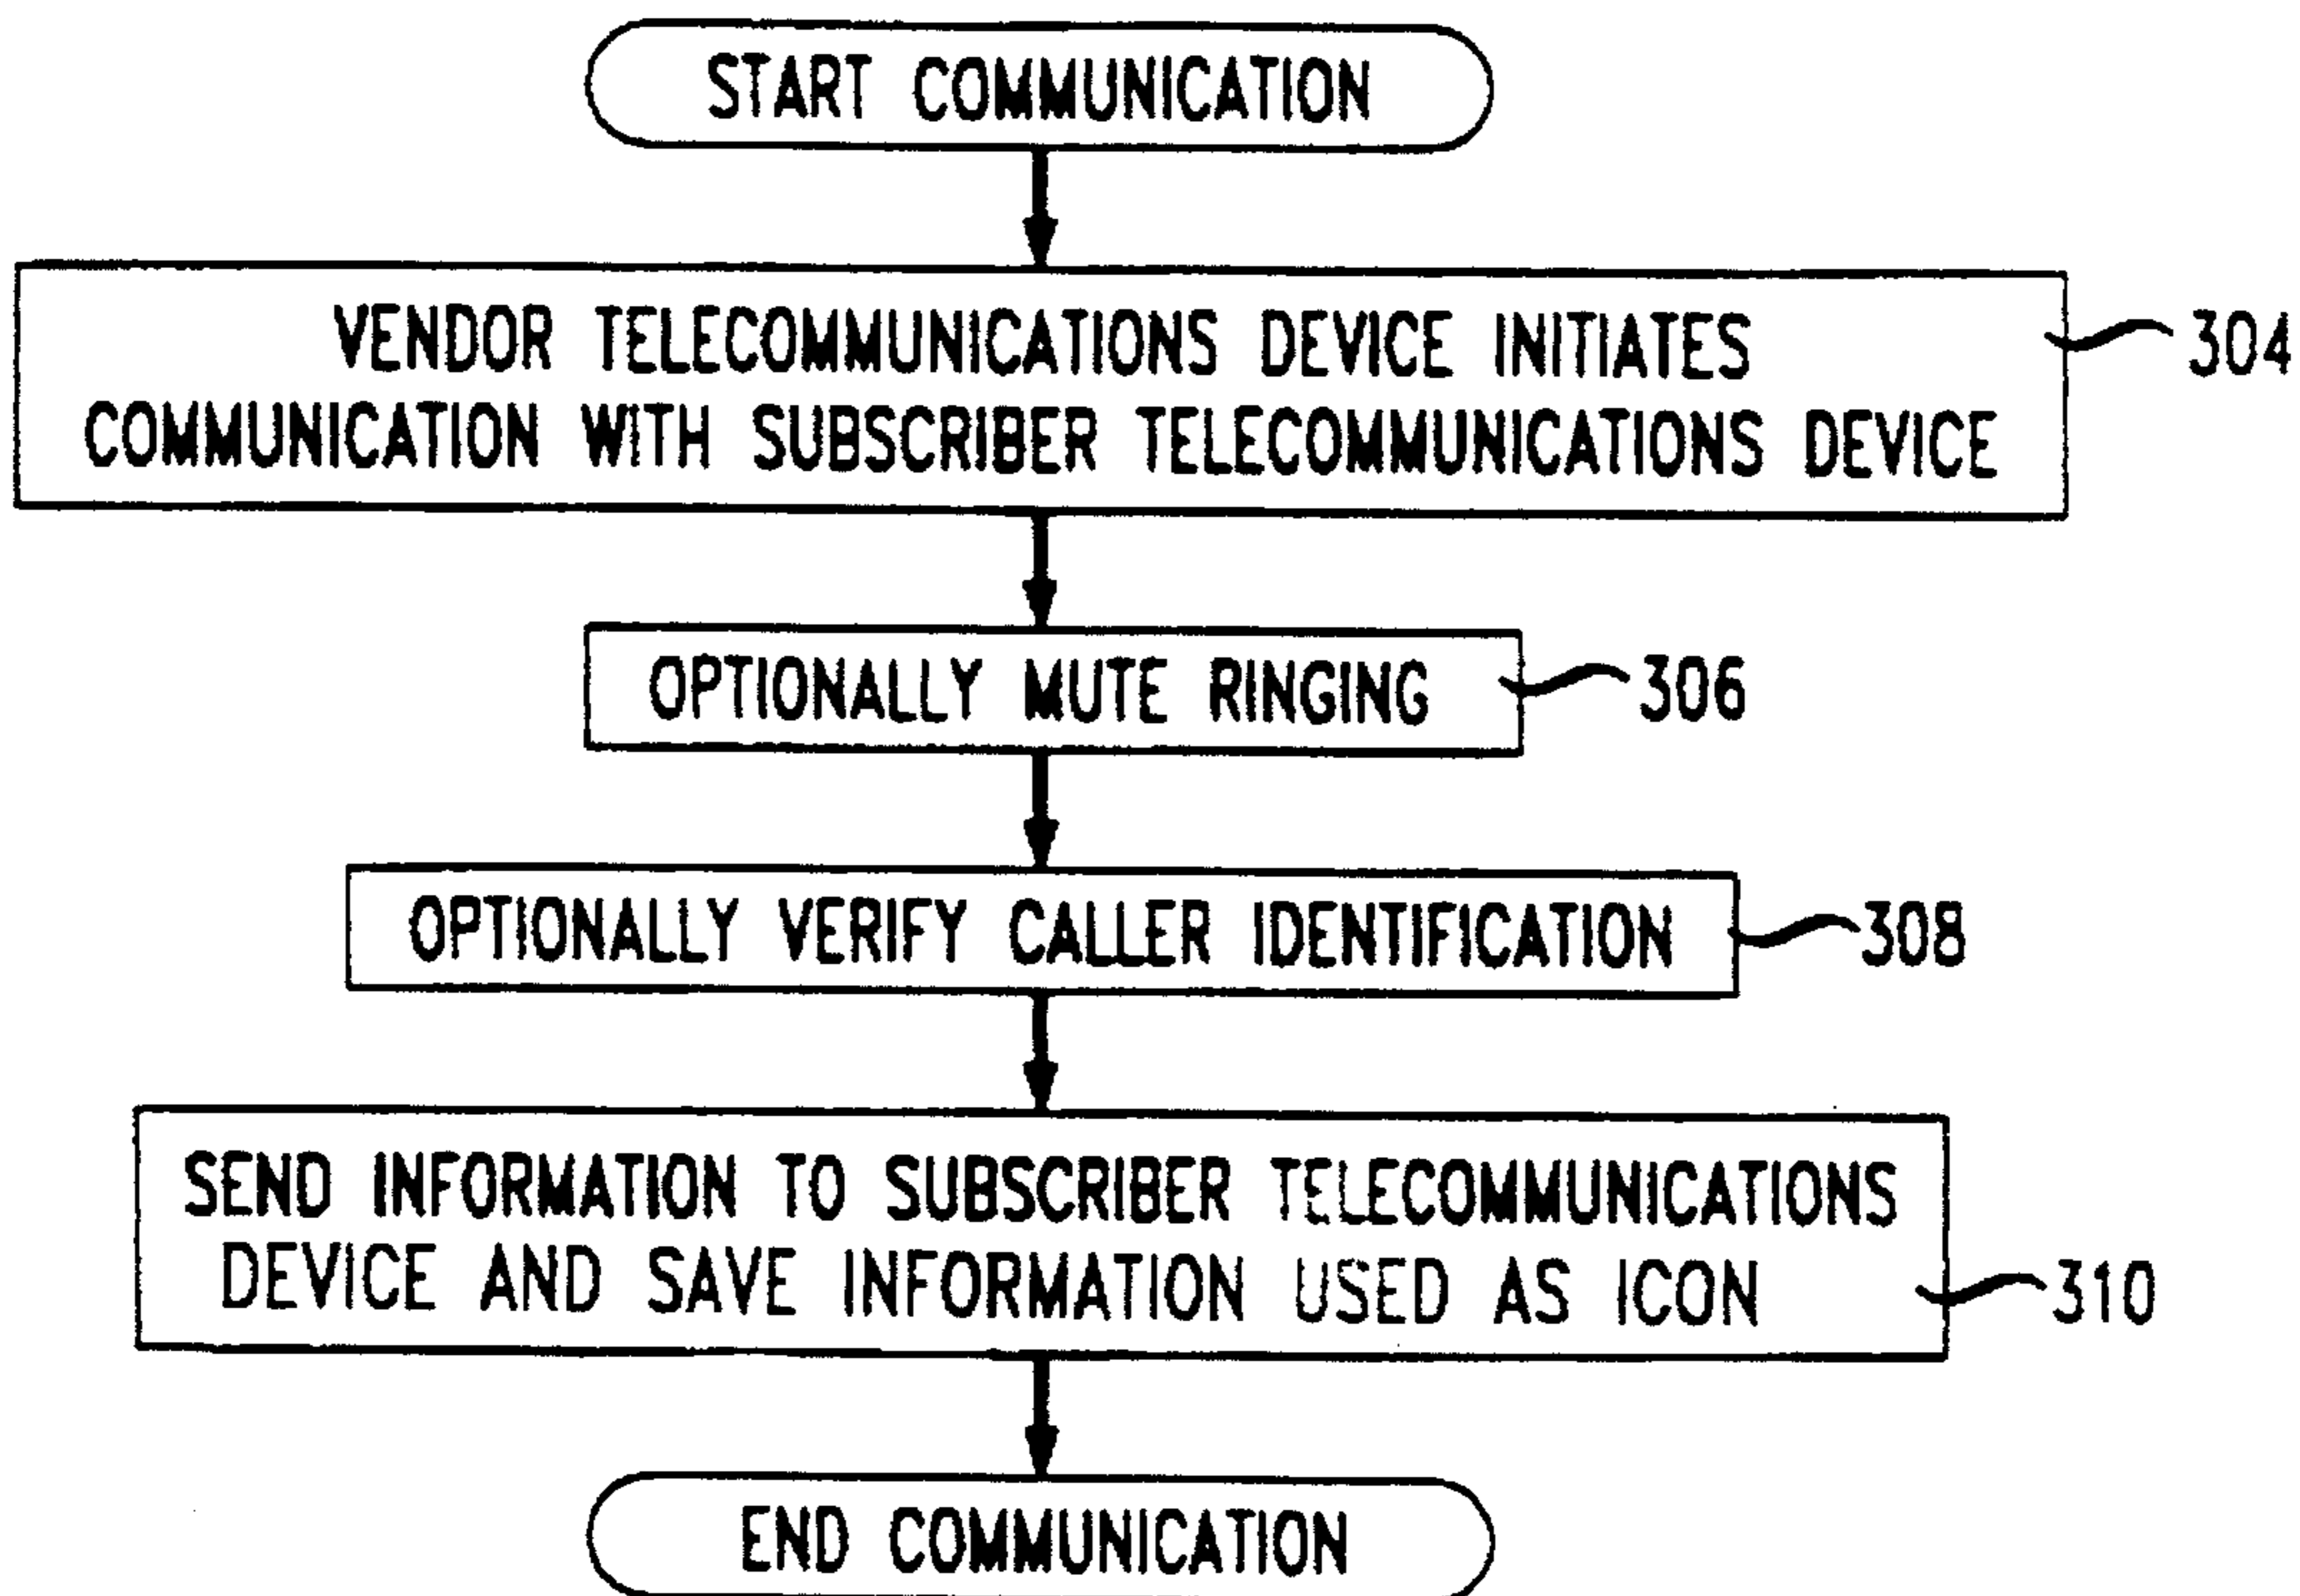 START COMMUNICATION
VENDOR TELECOMMUNICATIONS DEVICE INITIATES
COMMUNICATION WITH SUBSCRIBER TELECOMMUNICATIONS DEVICE
304
OPTIONALLY MUTE RINGING
306
OPTIONALLY VERIFY CALLER IDENTIFICATION
308
SEND INFORMATION TO SUBSCRIBER TELECOMMUNICATIONS
DEVICE AND SAVE INFORMATION USED AS ICON
310
END COMMUNICATION